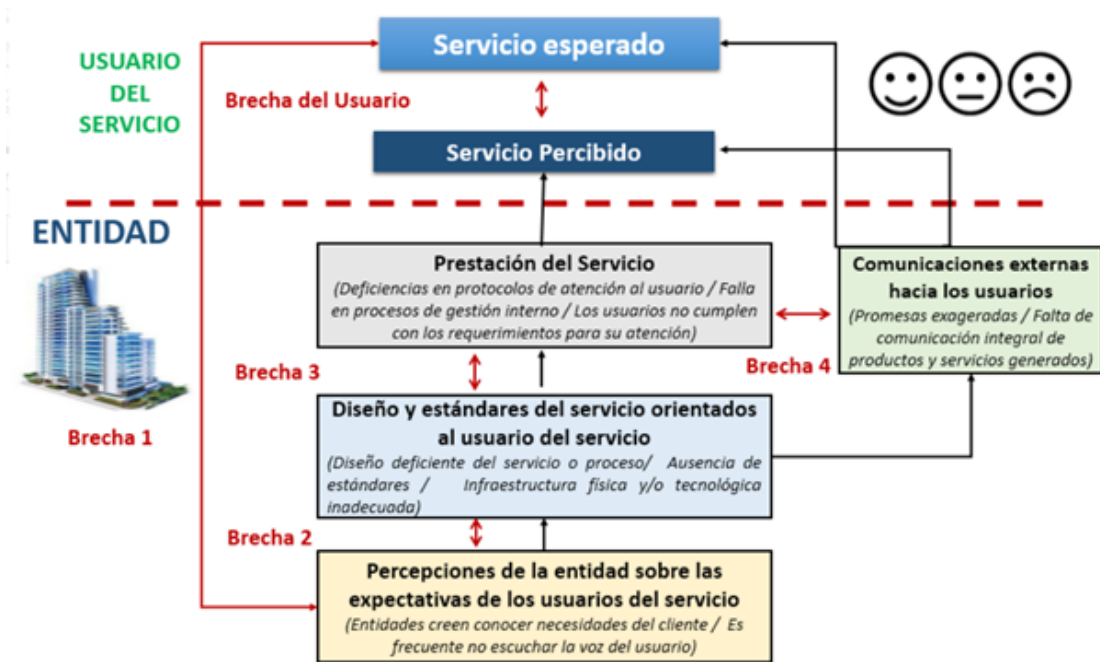 USUARIO
DEL
SERVICIO
Servicio esperado
Brecha del Usuario
Servicio Percibido
ENTIDAD
Prestación del Servicio
(Deficiencias en protocolos de atención al usuario / Falla
en procesos de gestión interno / Los usuarios no cumplen
con los requerimientos para su atención)
Comunicaciones externas
hacia los usuarios
(Promesas exageradas / Falta de
comunicación integral de
productos y servicios generados)
Brecha 3
Brecha 4
Brecha 1
Diseño y estándares del servicio orientados
al usuario del servicio
(Diseño deficiente del servicio o proceso/ Ausencia de
estándares / Infraestructura física y/o tecnológica
inadecuada)
Brecha 2
Percepciones de la entidad sobre las
expectativas de los usuarios del servicio
(Entidades creen conocer necesidades del cliente / Es
frecuente no escuchar la voz del usuario)